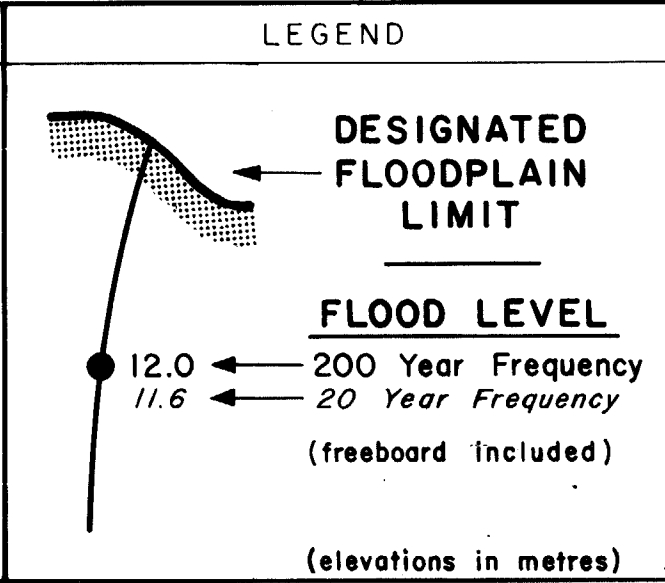 LEGEND
DESIGNATED
FLOODPLAIN
LIMIT
FLOOD LEVEL
12.0 200 Year Frequency
11.6 20 Year Frequency
(freeboard included)
(elevations in metres)